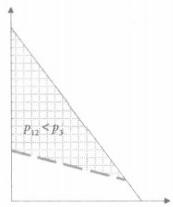 p₁₂ < p₃